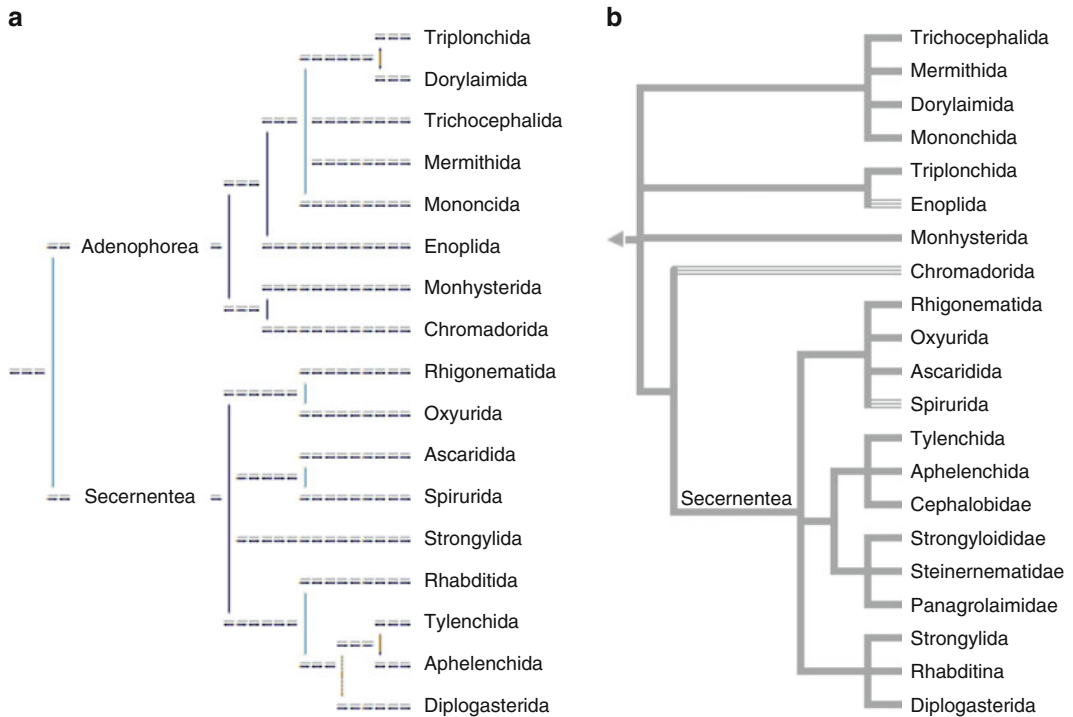 a
Triplonchida
Dorylaimida
Trichocephalida
Mermithida
Mononcida
Adenophorea
Enoplida
Monhysterida
Chromadorida
Rhigonematida
Oxyurida
Ascaridida
Secernentea
Spirurida
Strongylida
Rhabditida
Tylenchida
Aphelenchida
Diplogasterida
b
Trichocephalida
Mermithida
Dorylaimida
Mononchida
Triplonchida
Enoplida
Monhysterida
Chromadorida
Rhigonematida
Oxyurida
Ascaridida
Spirurida
Tylenchida
Aphelenchida
Secernentea
Cephalobidae
Strongyloididae
Steinernematidae
Panagrolaimidae
Strongylida
Rhabditina
Diplogasterida